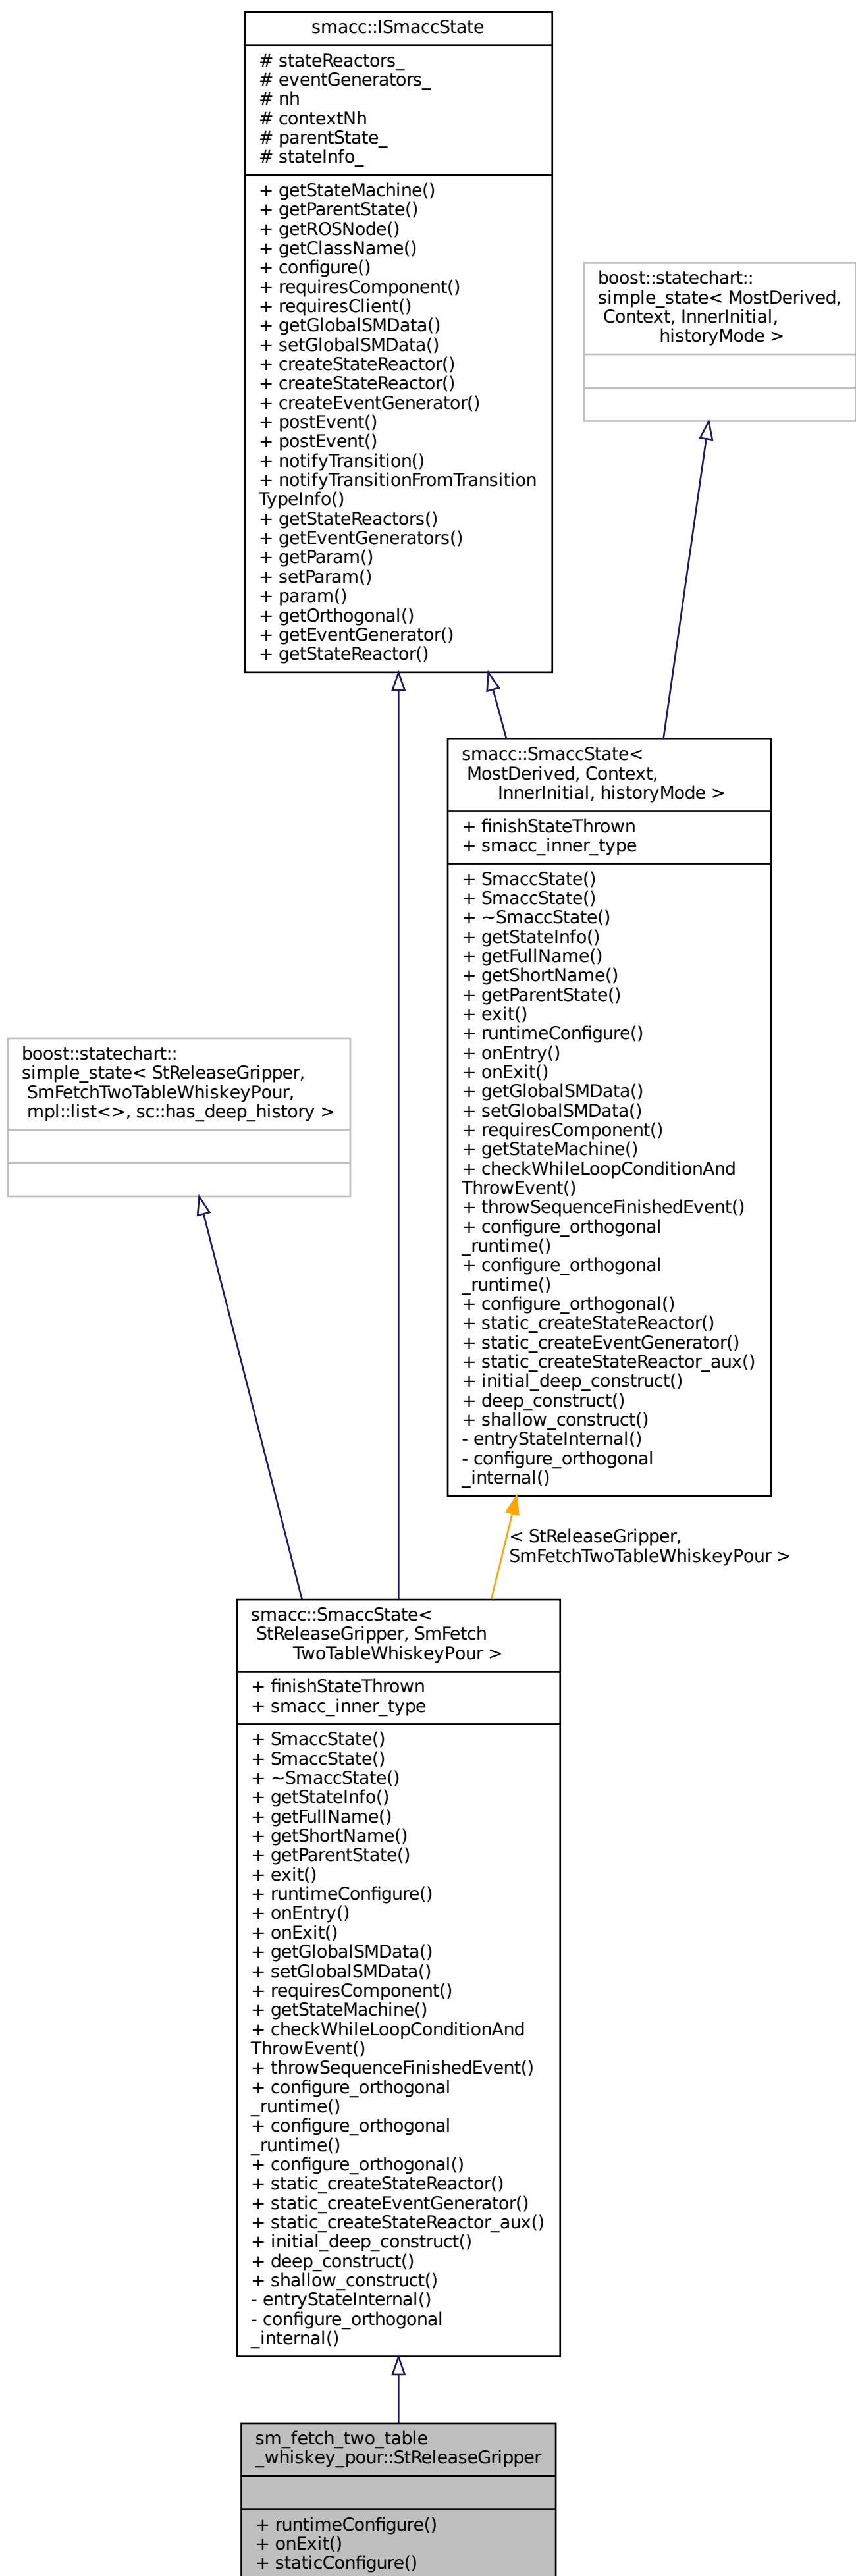 smacc::ISmaccState
# stateReactors_
# eventGenerators_
# nh
# contextNh
# parentState_
# stateInfo_
+ getStateMachine()
+ getParentState()
+ getROSNode()
+ getClassName()
+ configure()
+ requiresComponent()
+ requiresClient()
+ getGlobalSMData()
+ setGlobalSMData()
+ createStateReactor()
+ createStateReactor()
+ createEventGenerator()
+ postEvent()
+ postEvent()
+ notifyTransition()
+ notifyTransitionFromTransition
TypeInfo()
+ getStateReactors()
+ getEventGenerators()
+ getParam()
+ setParam()
+ param()
+ getOrthogonal()
+ getEventGenerator()
+ getStateReactor()
boost::statechart::
simple_state< MostDerived,
Context, InnerInitial,
historyMode >
smacc::SmaccState<
MostDerived, Context,
InnerInitial, historyMode >
+ finishStateThrown
+ smacc_inner_type
+ SmaccState()
+ SmaccState()
+ ~SmaccState()
+ getStateInfo()
+ getFullName()
+ getShortName()
+ getParentState()
+ exit()
+ runtimeConfigure()
+ onEntry()
+ onExit()
+ getGlobalSMData()
+ setGlobalSMData()
+ requiresComponent()
+ getStateMachine()
+ checkWhileLoopConditionAnd
ThrowEvent()
+ throwSequenceFinishedEvent()
+ configure_orthogonal
_runtime()
+ configure_orthogonal
_runtime()
+ configure_orthogonal()
+ static_createStateReactor()
+ static_createEventGenerator()
+ static_createStateReactor_aux()
+ initial_deep_construct()
+ deep_construct()
+ shallow_construct()
- entryStateInternal()
- configure_orthogonal
_internal()
boost::statechart::
simple_state< StReleaseGripper,
SmFetchTwoTableWhiskeyPour,
mpl::list<>, sc::has_deep_history >
< StReleaseGripper,
SmFetchTwoTableWhiskeyPour >
smacc::SmaccState<
StReleaseGripper, SmFetch
TwoTableWhiskeyPour >
+ finishStateThrown
+ smacc_inner_type
+ SmaccState()
+ SmaccState()
+ ~SmaccState()
+ getStateInfo()
+ getFullName()
+ getShortName()
+ getParentState()
+ exit()
+ runtimeConfigure()
+ onEntry()
+ onExit()
+ getGlobalSMData()
+ setGlobalSMData()
+ requiresComponent()
+ getStateMachine()
+ checkWhileLoopConditionAnd
ThrowEvent()
+ throwSequenceFinishedEvent()
+ configure_orthogonal
_runtime()
+ configure_orthogonal
_runtime()
+ configure_orthogonal()
+ static_createStateReactor()
+ static_createEventGenerator()
+ static_createStateReactor_aux()
+ initial_deep_construct()
+ deep_construct()
+ shallow_construct()
- entryStateInternal()
- configure_orthogonal
_internal()
sm_fetch_two_table
_whiskey_pour::StReleaseGripper
+ runtimeConfigure()
+ onExit()
+ staticConfigure()